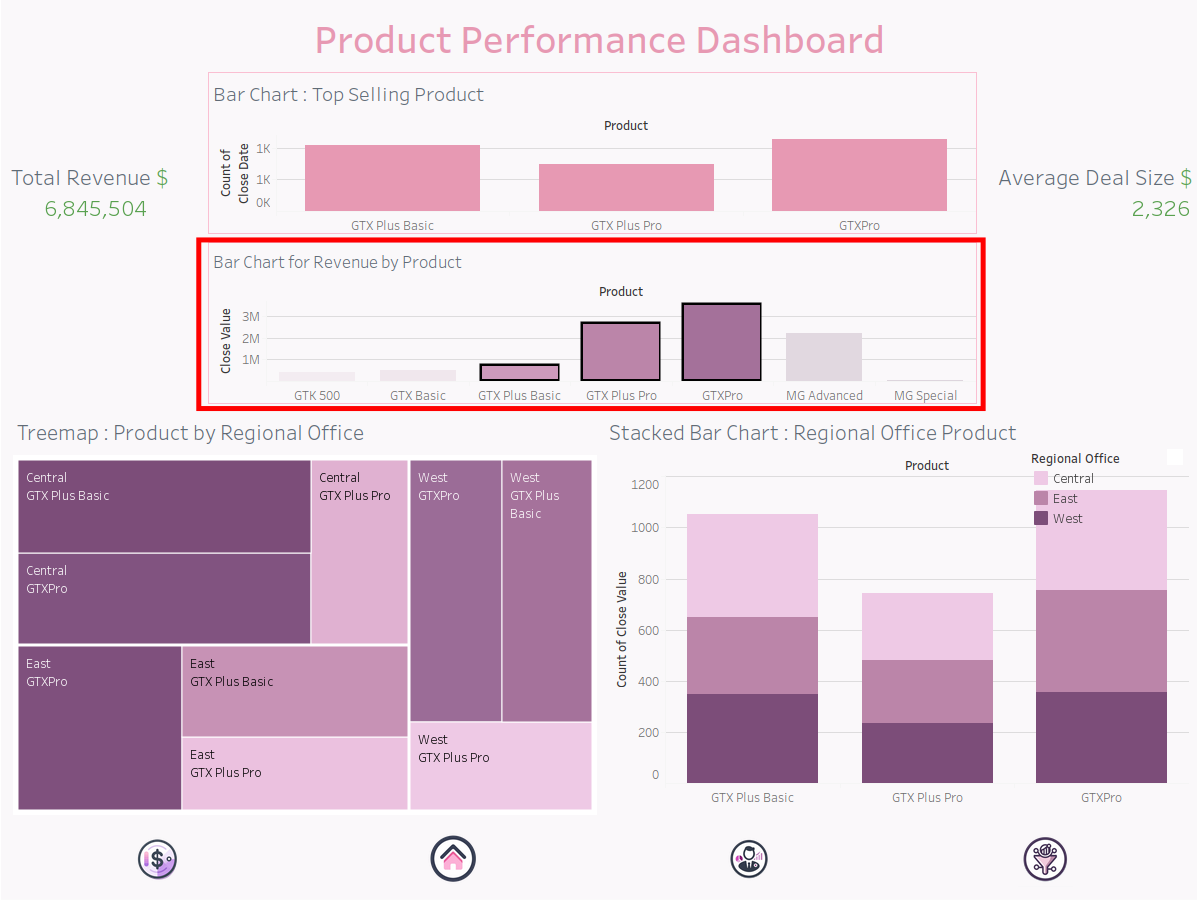 Product Performance Dashboard
Bar Chart : Top Selling Product
Product
Count of
Close Date
1K
1K
0K
GTX Plus Basic
GTX Plus Pro
GTXPro
Total Revenue $
6,845,504
Average Deal Size $
2,326
Bar Chart for Revenue by Product
Product
Close Value
3M
2M
1M
GTK 500
GTX Basic
GTX Plus Basic
GTX Plus Pro
GTXPro
MG Advanced
MG Special
Treemap : Product by Regional Office
Central
GTX Plus Basic
Central
GTX Plus Pro
West
GTXPro
West
GTX Plus
Basic
Central
GTXPro
East
GTXPro
East
GTX Plus Basic
East
GTX Plus Pro
West
GTX Plus Pro
Stacked Bar Chart : Regional Office Product
Product
Regional Office
Central
East
West
Count of Close Value
1200
1000
800
600
400
200
0
GTX Plus Basic
GTX Plus Pro
GTXPro
$